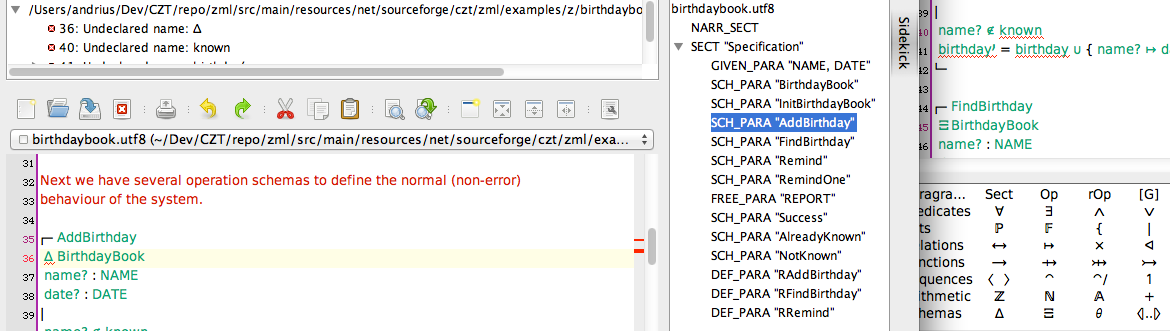 /Users/andrius/Dev/CZT/repo/zml/src/main/resources/net/sourceforge/czt/zml/examples/z/birthdaybo
36: Undeclared name: Δ
40: Undeclared name: known
birthdaybook.utf8 (~/Dev/CZT/repo/zml/src/main/resources/net/sourceforge/czt/zml/exa...
31
32 Next we have several operation schemas to define the normal (non-error)
33 behaviour of the system.
34
35 ┌─ AddBirthday
36 Δ BirthdayBook
37 name? : NAME
38 date? : DATE
39 |
name? ∉ known
birthdaybook.utf8
NARR_SECT
SECT "Specification"
GIVEN_PARA "NAME, DATE"
SCH_PARA "BirthdayBook"
SCH_PARA "InitBirthdayBook"
SCH_PARA "AddBirthday"
SCH_PARA "FindBirthday"
SCH_PARA "Remind"
SCH_PARA "RemindOne"
FREE_PARA "REPORT"
SCH_PARA "Success"
SCH_PARA "AlreadyKnown"
SCH_PARA "NotKnown"
DEF_PARA "RAddBirthday"
DEF_PARA "RFindBirthday"
DEF_PARA "RRemind"
Sidekick
39 |
40 name? ∉ known
41 birthday′ = birthday ∪ { name? ↦ d
42 └─
43
44 ┌─ FindBirthday
45 Ξ BirthdayBook
46 name? : NAME
ragra... Sect Op rOp [G]
edicates ∀ ∃ ∧ ∨
ts ℙ 𝔽 { |
lations ↔ ↦ × ◁
nctions → ⇸ ⤔ ↣
quences ⟨ ⟩ ⁀ ⁀/ 1
ithmetic ℤ ℕ 𝔸 +
hemas Δ Ξ θ ⦉..⦊